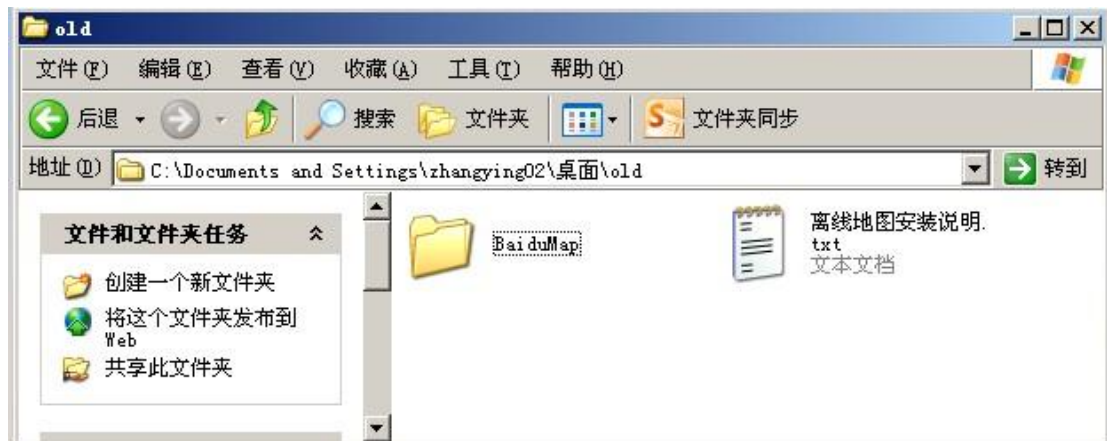 old
文件(F) 编辑(E) 查看(V) 收藏(A) 工具(T) 帮助(H)
后退 搜索 文件夹 S 文件夹同步
地址(D) C:\Documents and Settings\zhangying02\桌面\old 转到
文件和文件夹任务
创建一个新文件夹
将这个文件夹发布到
Web
共享此文件夹
BaiduMap
离线地图安装说明.
txt
文本文档